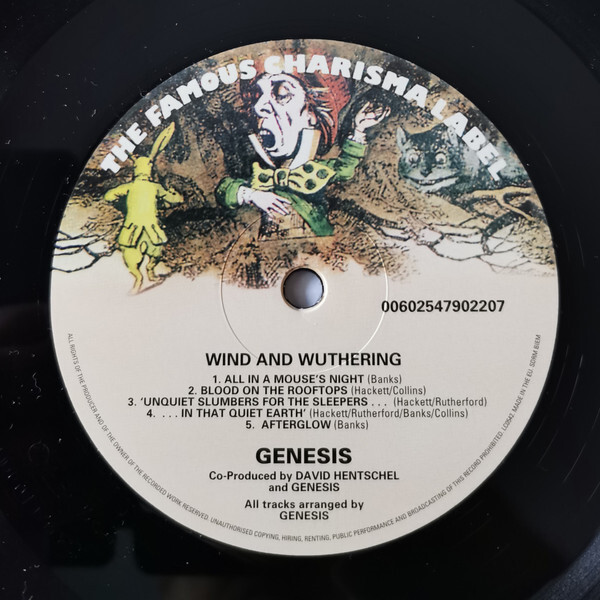 THE FAMOUS CHARISMA LABEL
00602547902207
WIND AND WUTHERING
1. ALL IN A MOUSE'S NIGHT (Banks)
2. BLOOD ON THE ROOFTOPS (Hackett/Collins)
3. 'UNQUIET SLUMBERS FOR THE SLEEPERS . . . (Hackett/Rutherford)
4. . . . IN THAT QUIET EARTH' (Hackett/Rutherford/Banks/Collins)
5. AFTERGLOW (Banks)
GENESIS
Co-Produced by DAVID HENTSCHEL
and GENESIS
All tracks arranged by
GENESIS
ALL RIGHTS OF THE PRODUCER AND OF THE OWNER OF THE RECORDED WORK RESERVED. UNAUTHORISED COPYING, HIRING, RENTING, PUBLIC PERFORMANCE AND BROADCASTING OF THIS RECORD PROHIBITED. LC0542. MADE IN THE EU. SDRM BIEM